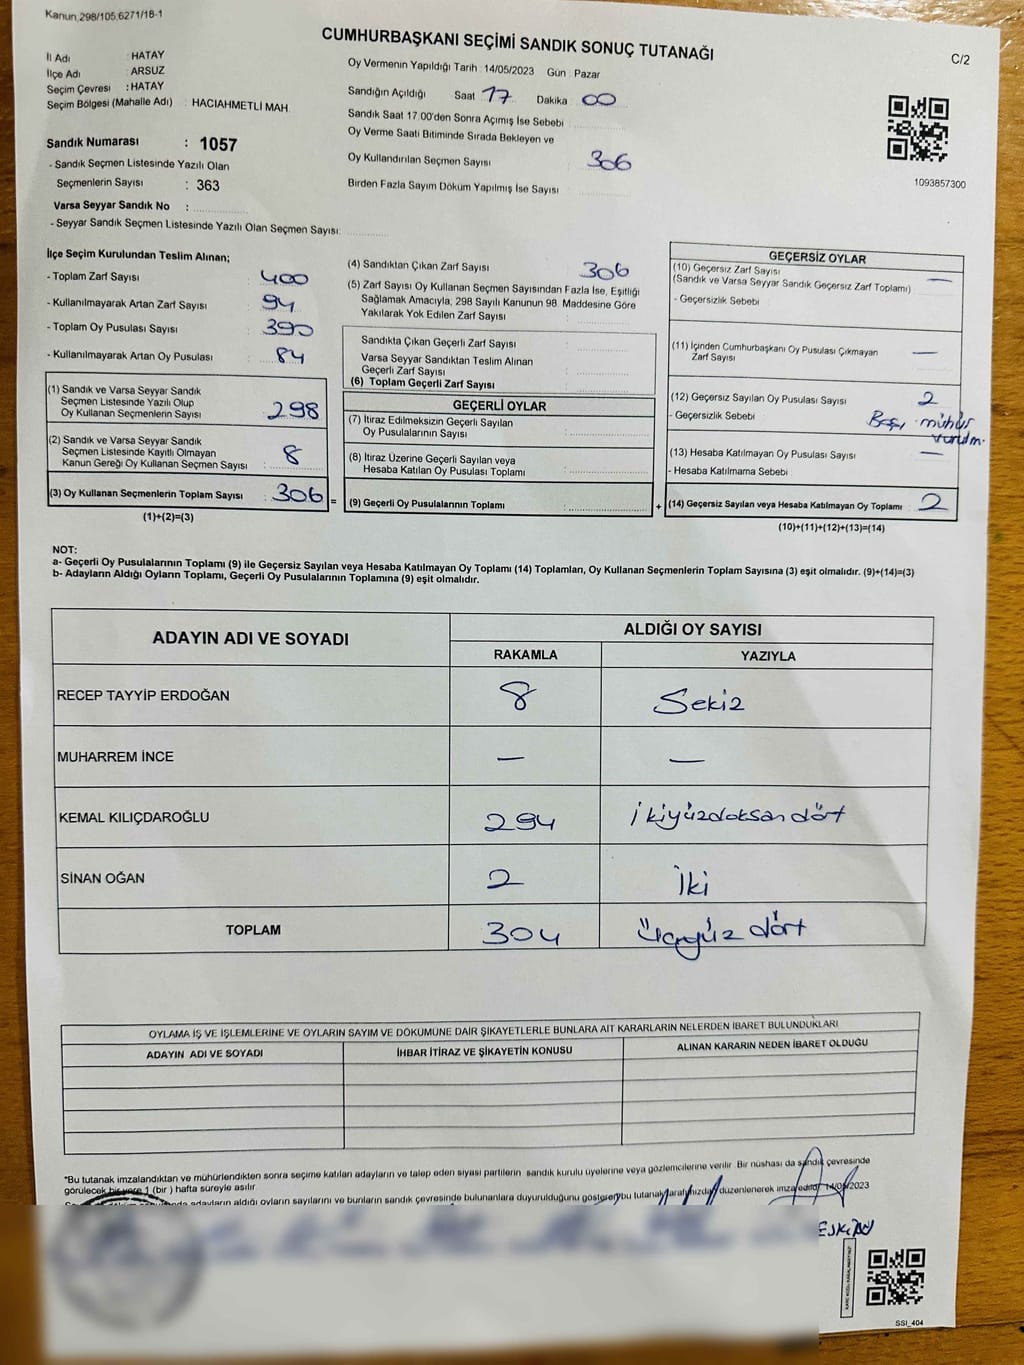 Kanun 298/105,6271/18-1
CUMHURBAŞKANI SEÇİMİ SANDIK SONUÇ TUTANAĞI
C/2
İl Adı : HATAY
İlçe Adı : ARSUZ
Seçim Çevresi : HATAY
Seçim Bölgesi (Mahalle Adı) : HACIAHMETLİ MAH.
Oy Vermenin Yapıldığı Tarih : 14/05/2023 Gün : Pazar
Sandığın Açıldığı Saat 17 Dakika 00
Sandık Saat 17.00'den Sonra Açımış İse Sebebi :
Oy Verme Saati Bitiminde Sırada Bekleyen ve
Oy Kullandırılan Seçmen Sayısı : 306
Birden Fazla Sayım Döküm Yapılmış İse Sayısı :
1093857300
Sandık Numarası : 1057
- Sandık Seçmen Listesinde Yazılı Olan
Seçmenlerin Sayısı : 363
Varsa Seyyar Sandık No :
- Seyyar Sandık Seçmen Listesinde Yazılı Olan Seçmen Sayısı:
İlçe Seçim Kurulundan Teslim Alınan;
- Toplam Zarf Sayısı : 400
- Kullanılmayarak Artan Zarf Sayısı : 94
- Toplam Oy Pusulası Sayısı : 390
- Kullanılmayarak Artan Oy Pusulası : 84
(1) Sandık ve Varsa Seyyar Sandık
Seçmen Listesinde Yazılı Olup
Oy Kullanan Seçmenlerin Sayısı : 298
(2) Sandık ve Varsa Seyyar Sandık
Seçmen Listesinde Kayıtlı Olmayan
Kanun Gereği Oy Kullanan Seçmen Sayısı : 8
(3) Oy Kullanan Seçmenlerin Toplam Sayısı : 306 =
(1)+(2)=(3)
(4) Sandıktan Çıkan Zarf Sayısı : 306
(5) Zarf Sayısı Oy Kullanan Seçmen Sayısından Fazla İse, Eşitliği
Sağlamak Amacıyla, 298 Sayılı Kanunun 98. Maddesine Göre
Yakılarak Yok Edilen Zarf Sayısı :
Sandıkta Çıkan Geçerli Zarf Sayısı :
Varsa Seyyar Sandıktan Teslim Alınan
Geçerli Zarf Sayısı :
(6) Toplam Geçerli Zarf Sayısı :
GEÇERLİ OYLAR
(7) İtiraz Edilmeksizin Geçerli Sayılan
Oy Pusulalarının Sayısı :
(8) İtiraz Üzerine Geçerli Sayılan veya
Hesaba Katılan Oy Pusulası Toplamı :
(9) Geçerli Oy Pusulalarının Toplamı : +
GEÇERSİZ OYLAR
(10) Geçersiz Zarf Sayısı : —
(Sandık ve Varsa Seyyar Sandık Geçersiz Zarf Toplamı)
- Geçersizlik Sebebi
(11) İçinden Cumhurbaşkanı Oy Pusulası Çıkmayan
Zarf Sayısı : —
(12) Geçersiz Sayılan Oy Pusulası Sayısı : 2
- Geçersizlik Sebebi : Başı mühür
(13) Hesaba Katılmayan Oy Pusulası Sayısı : —
- Hesaba Katılmama Sebebi :
(14) Geçersiz Sayılan veya Hesaba Katılmayan Oy Toplamı : 2
(10)+(11)+(12)+(13)=(14)
NOT:
a- Geçerli Oy Pusulalarının Toplamı (9) ile Geçersiz Sayılan veya Hesaba Katılmayan Oy Toplamı (14) Toplamları, Oy Kullanan Seçmenlerin Toplam Sayısına (3) eşit olmalıdır. (9)+(14)=(3)
b- Adayların Aldığı Oyların Toplamı, Geçerli Oy Pusulalarının Toplamına (9) eşit olmalıdır.
ADAYIN ADI VE SOYADI
ALDIĞI OY SAYISI
RAKAMLA YAZIYLA
RECEP TAYYİP ERDOĞAN 8 Sekiz
MUHARREM İNCE — —
KEMAL KILIÇDAROĞLU 294 İkiyüzdoksandört
SİNAN OĞAN 2 İki
TOPLAM 304 üçyüz dört
OYLAMA İŞ VE İŞLEMLERİNE VE OYLARIN SAYIM VE DÖKÜMÜNE DAİR ŞİKAYETLERLE BUNLARA AİT KARARLARIN NELERDEN İBARET BULUNDUKLARI
ADAYIN ADI VE SOYADI İHBAR İTİRAZ VE ŞİKAYETİN KONUSU ALINAN KARARIN NEDEN İBARET OLDUĞU
*Bu tutanak imzalandıktan ve mühürlendikten sonra seçime katılan adayların ve talep eden siyasi partilerin sandık kurulu üyelerine veya gözlemcilerine verilir. Bir nüshası da sandık çevresinde
görülecek bir yere 1 (bir ) hafta süreyle asılır.
adayların aldığı oyların sayılarını ve bunların sandık çevresinde bulunanlara duyurulduğunu gösteren bu tutanak tarafımızdan düzenlenerek imza edildi. 14/05/2023
SSI_404